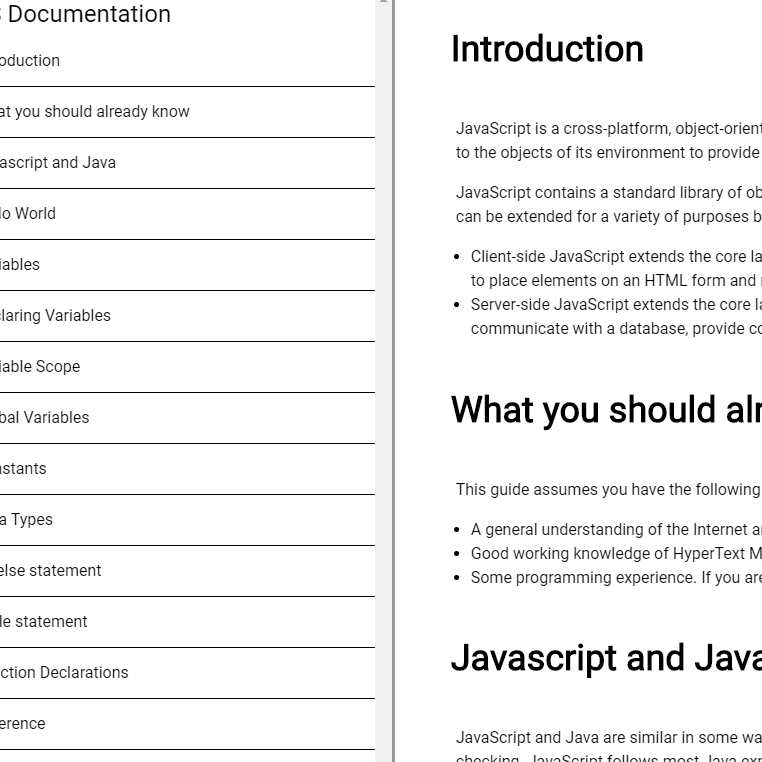 Documentation
oduction
at you should already know
ascript and Java
lo World
iables
laring Variables
iable Scope
bal Variables
nstants
a Types
else statement
le statement
ction Declarations
erence
Introduction
JavaScript is a cross-platform, object-orient
to the objects of its environment to provide
JavaScript contains a standard library of ob
can be extended for a variety of purposes b
Client-side JavaScript extends the core la
to place elements on an HTML form and
Server-side JavaScript extends the core la
communicate with a database, provide co
What you should alr
This guide assumes you have the following
A general understanding of the Internet a
Good working knowledge of HyperText M
Some programming experience. If you are
Javascript and Java
JavaScript and Java are similar in some wa
checking. JavaScript follows most Java exp